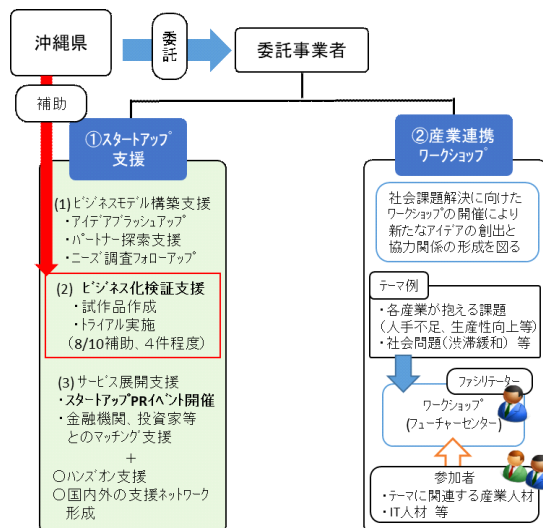 沖縄県
委託
委託事業者
補助
①スタートアップ
支援
(1)ビジネスモデル構築支援
・アイデアブラッシュアップ
・パートナー探索支援
・ニーズ調査フォローアップ
(2) ビジネス化検証支援
・試作品作成
・トライアル実施
(8/10補助、4件程度)
(3)サービス展開支援
・スタートアップPRイベント開催
・金融機関、投資家等
とのマッチング支援
+
○ハンズオン支援
○国内外の支援ネットワーク
形成
②産業連携
ワークショップ
社会課題解決に向けた
ワークショップの開催により
新たなアイデアの創出と
協力関係の形成を図る
テーマ例
・各産業が抱える課題
(人手不足、生産性向上等)
・社会問題(渋滞緩和) 等
ファシリテーター
ワークショップ
(フューチャーセンター)
参加者
・テーマに関連する産業人材
・IT人材 等